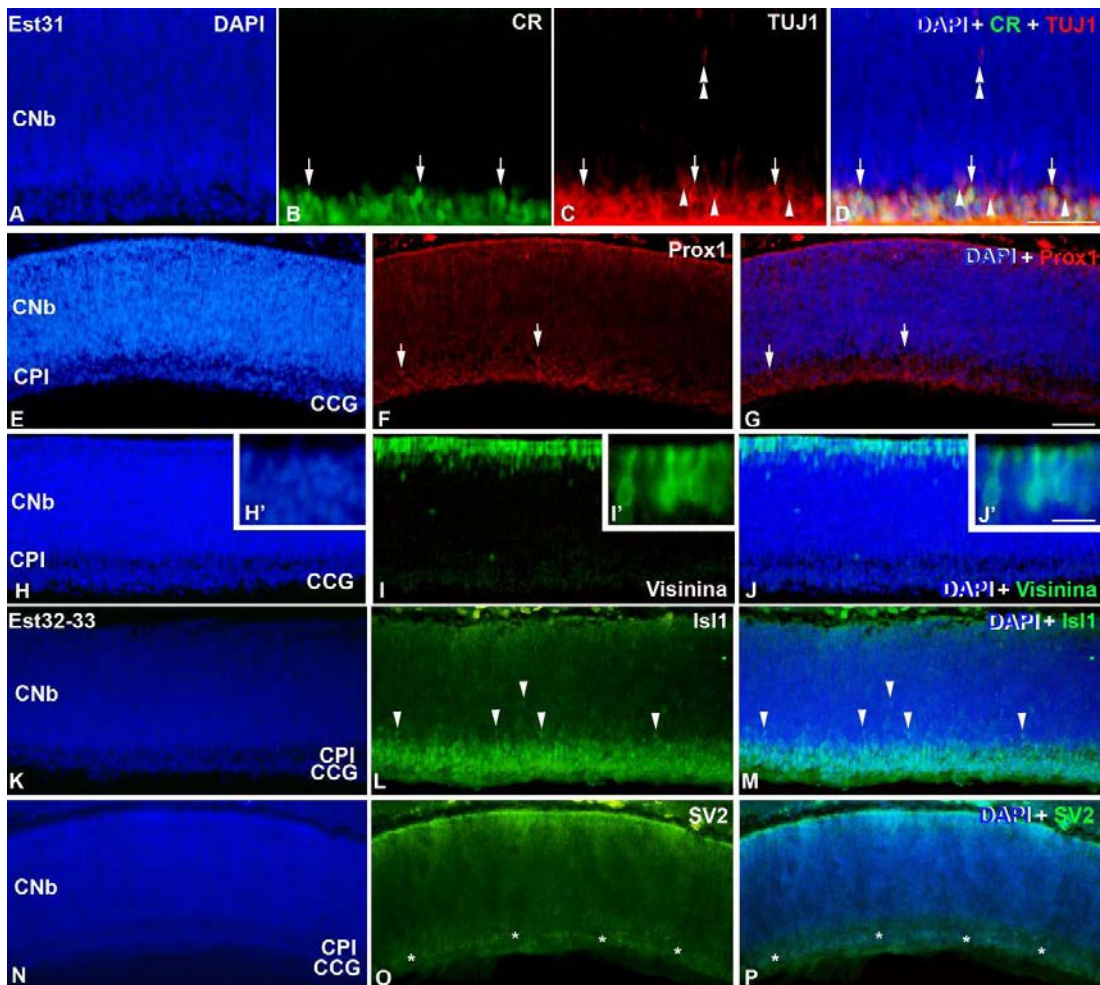 Est31 DAPI
CR
TUJ1
DAPI + CR + TUJ1
CNb
A
B
C
D
Prox1
DAPI + Prox1
CNb
CPI
CCG
E
F
G
CNb
H'
I'
J'
CPI
CCG
H
I
Visinina
J
DAPI + Visinina
Est32-33
Isl1
DAPI + Isl1
CNb
CPI
CCG
K
L
M
SV2
DAPI + SV2
CNb
CPI
CCG
N
O
P